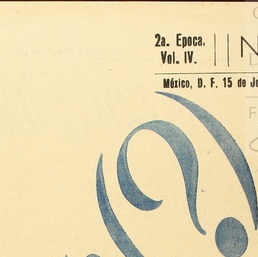 2a. Epoca.
Vol. IV.
México, D. F. 15 de